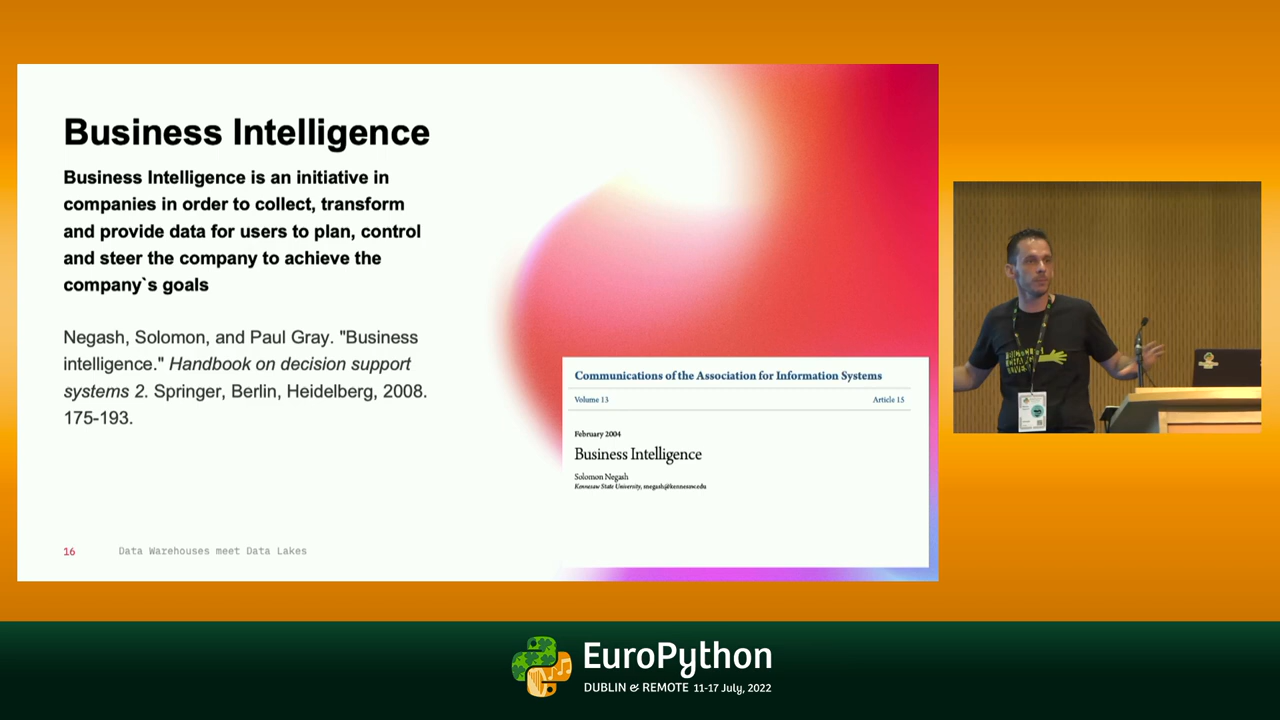 Business Intelligence
Business Intelligence is an initiative in
companies in order to collect, transform
and provide data for users to plan, control
and steer the company to achieve the
company`s goals
Negash, Solomon, and Paul Gray. "Business
intelligence." Handbook on decision support
systems 2. Springer, Berlin, Heidelberg, 2008.
175-193.
Communications of the Association for Information Systems
Volume 13 Article 15
February 2004
Business Intelligence
Solomon Negash
Kennesaw State University, snegash@kennesaw.edu
16 Data Warehouses meet Data Lakes
BICYCLES
CHANGE
LIVES
EuroPython
DUBLIN & REMOTE 11-17 July, 2022